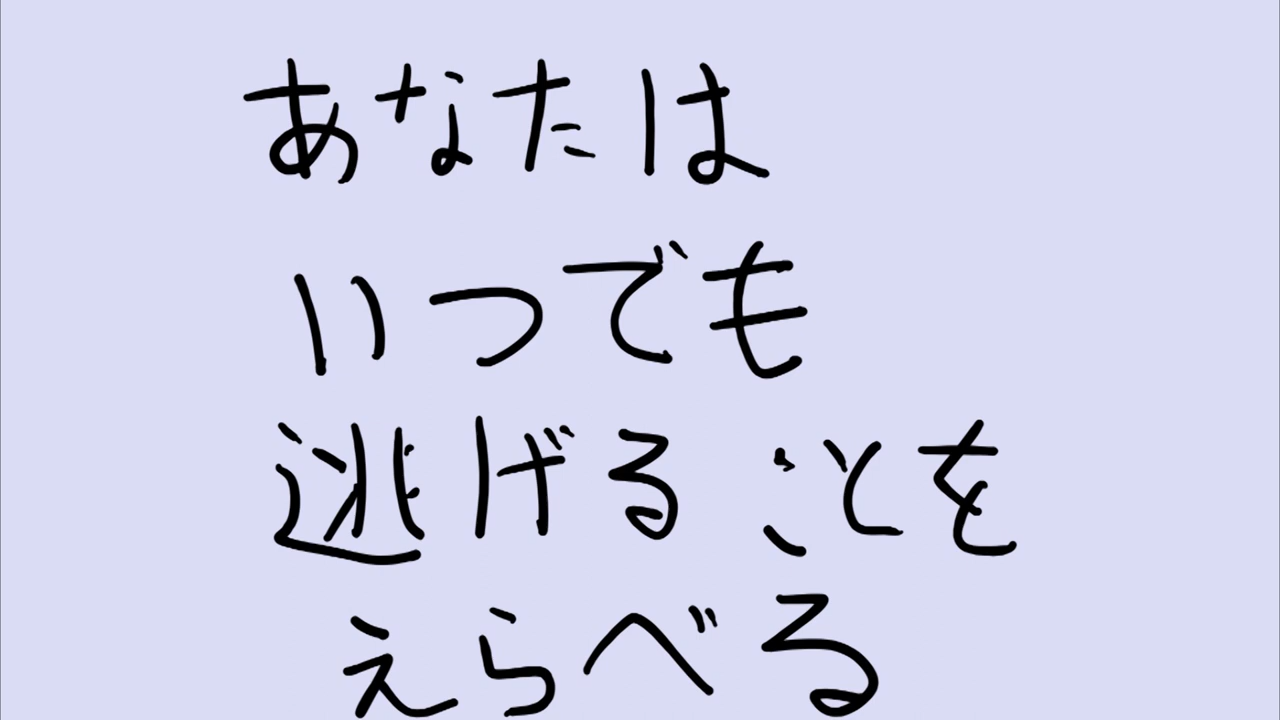 あなたは
いつでも
逃げることを
えらべる